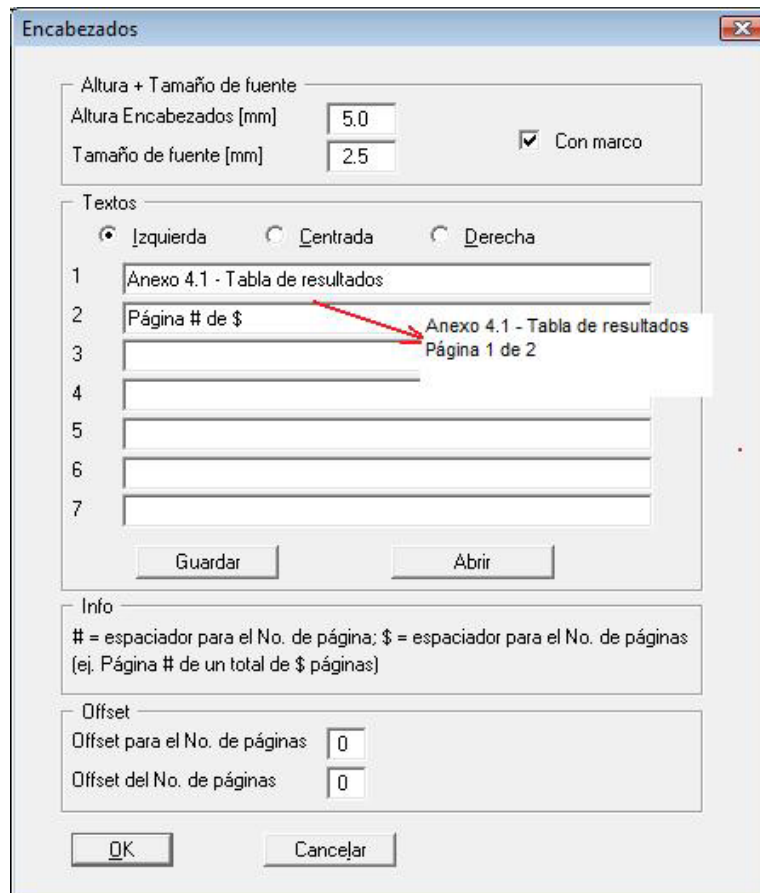 Encabezados
Altura + Tamaño de fuente
Altura Encabezados [mm] 5.0
Con marco
Tamaño de fuente [mm] 2.5
Textos
Izquierda Centrada Derecha
1 Anexo 4.1 - Tabla de resultados
2 Página # de $
Anexo 4.1 - Tabla de resultados
Página 1 de 2
3
4
5
6
7
Guardar Abrir
Info
# = espaciador para el No. de página; $ = espaciador para el No. de páginas
(ej. Página # de un total de $ páginas)
Offset
Offset para el No. de páginas 0
Offset del No. de páginas 0
OK Cancelar